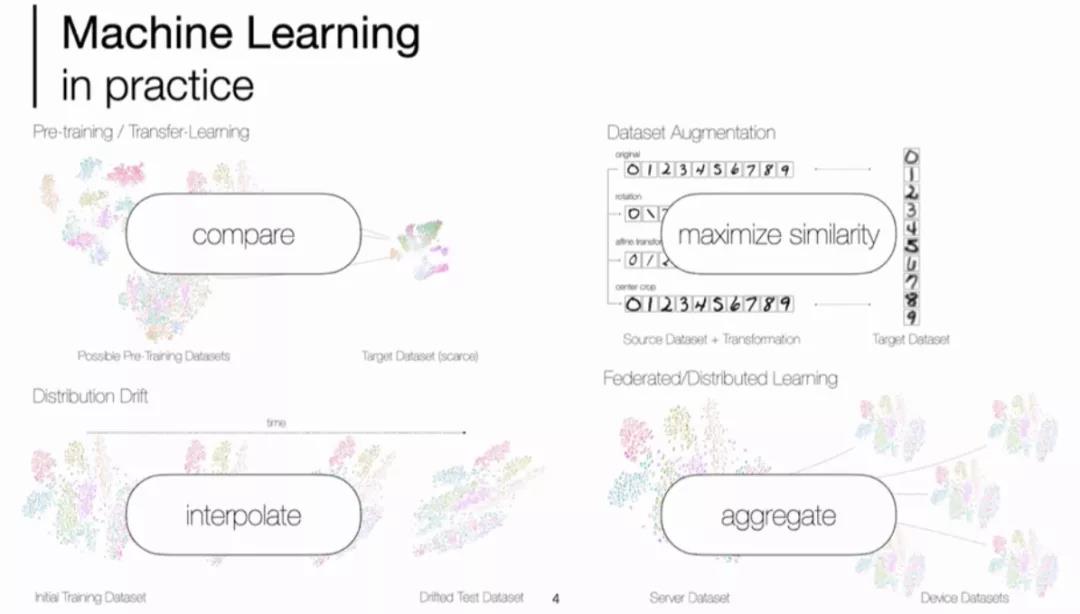 Machine Learning
in practice
Pre-training / Transfer-Learning
compare
Possible Pre-Training Datasets
Target Dataset (scarce)
Dataset Augmentation
original
0 1 2 3 4 5 6 7 8 9
rotation
0 1
affine transfor
0 1 2
center crop
0 1 2 3 4 5 6 7 8 9
maximize similarity
0
1
2
3
4
5
6
7
8
9
Source Dataset + Transformation
Target Dataset
Distribution Drift
time
interpolate
Initial Training Dataset
Drifted Test Dataset
4
Federated/Distributed Learning
aggregate
Server Dataset
Device Datasets